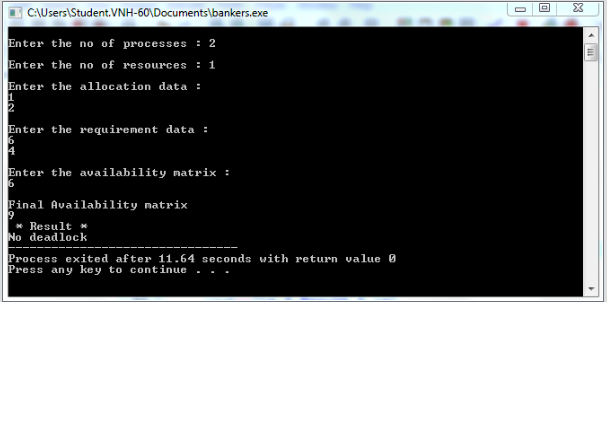 C:\Users\Student.VNH-60\Documents\bankers.exe
Enter the no of processes : 2
Enter the no of resources : 1
Enter the allocation data :
1
2
Enter the requirement data :
6
4
Enter the availability matrix :
6
Final Availability matrix
9
* Result *
No deadlock
--------------------------------
Process exited after 11.64 seconds with return value 0
Press any key to continue . . .